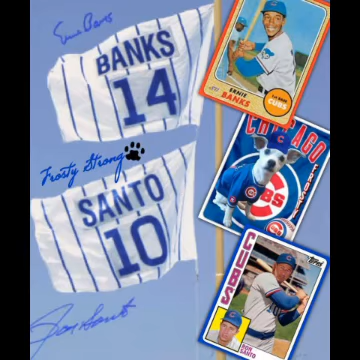 Ernie Banks
BANKS
14
ERNIE
BANKS
CUBS
CHICAGO
CUBS
Frosty Strong
SANTO
10
Ron Santo
Topps
CUBS
RON
SANTO